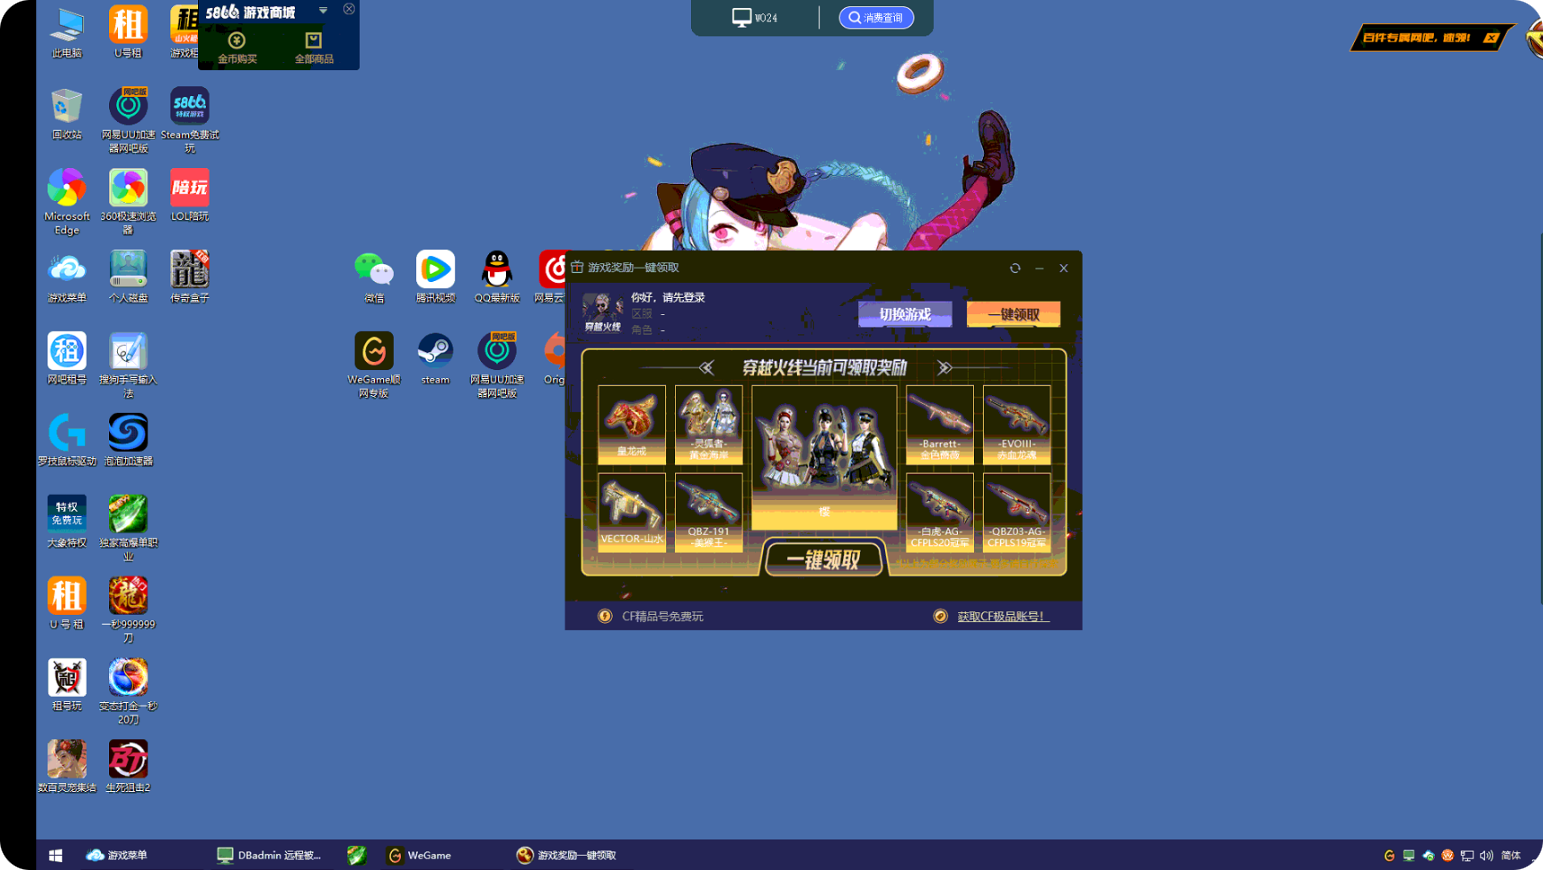 5866 游戏商城
金币购买
全部商品
W024
消费查询
百件专属网吧，速领！
此电脑
U号租
回收站
网易UU加速器网吧版
5866
特权游戏
Steam免费试玩
Microsoft Edge
360极速浏览器
陪玩
LOL陪玩
游戏菜单
个人磁盘
传奇盒子
网吧租号
搜狗手写输入法
罗技鼠标驱动
泡泡加速器
特权
免费玩
大象特权
独家高爆单职业
U号租
一秒999999刀
租号玩
变态打金一秒20刀
数百灵宠集结
生死狙击2
微信
腾讯视频
QQ最新版
网易云
WeGame顺网专版
steam
网易UU加速器网吧版
Orig
游戏奖励一键领取
你好，请先登录
区服 -
角色 -
穿越火线
切换游戏
一键领取
穿越火线当前可领取奖励
皇龙戒
-灵狐者-
黄金海岸
樱
-Barrett-
金色蔷薇
-EVOIII-
赤血龙魂
VECTOR-山水
QBZ-191
-美猴王-
-白虎-AG-
CFPLS20冠军
-QBZ03-AG-
CFPLS19冠军
一键领取
CF精品号免费玩
获取CF极品账号！
游戏菜单
DBadmin 远程被...
WeGame
游戏奖励一键领取
简体